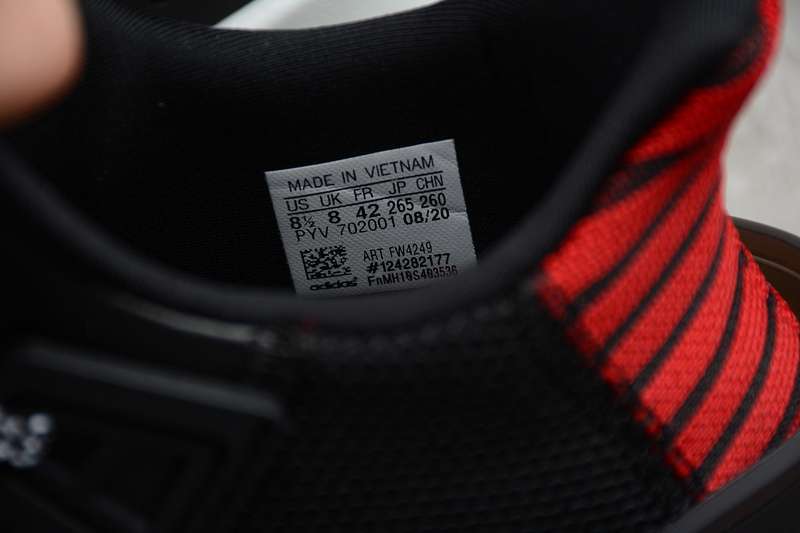 MADE IN VIETNAM
US UK FR JP CHN
8½ 8 42 265 260
PYV 702001 08/20
ART FW4249
#124282177
adidas FnMH18S403536